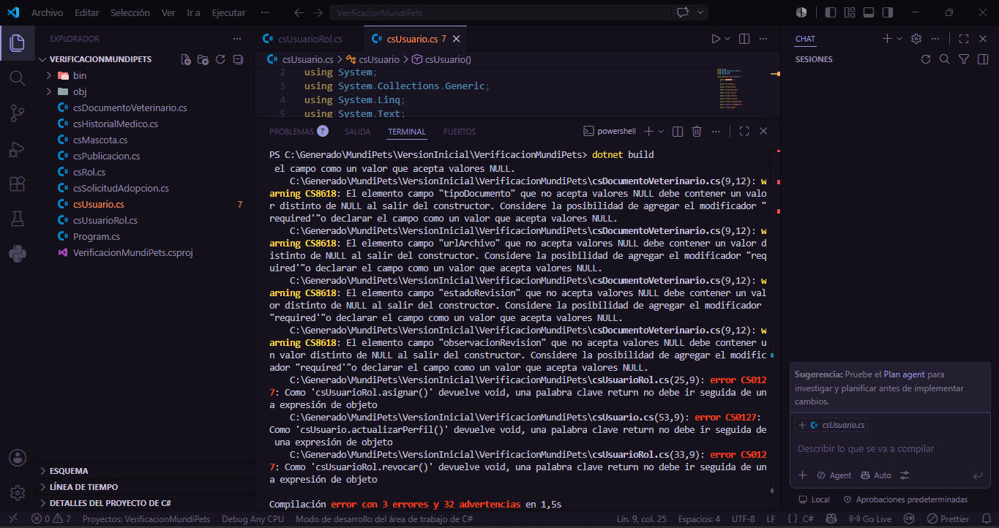 Archivo Editar Selección Ver Ir a Ejecutar ··· VerificacionMundiPets
EXPLORADOR ···
VERIFICACIONMUNDIPETS
bin
obj
csDocumentoVeterinario.cs
csHistorialMedico.cs
csMascota.cs
csPublicacion.cs
csRol.cs
csSolicitudAdopcion.cs
csUsuario.cs 7
csUsuarioRol.cs
Program.cs
VerificacionMundiPets.csproj
ESQUEMA
LÍNEA DE TIEMPO
DETALLES DEL PROYECTO DE C#
csUsuarioRol.cs csUsuario.cs 7
csUsuario.cs > csUsuario > csUsuario()
2 using System;
3 using System.Collections.Generic;
4 using System.Linq;
5 using System.Text;
PROBLEMAS 7 SALIDA TERMINAL PUERTOS powershell
PS C:\Generado\MundiPets\VersionInicial\VerificacionMundiPets> dotnet build
el campo como un valor que acepta valores NULL.
C:\Generado\MundiPets\VersionInicial\VerificacionMundiPets\csDocumentoVeterinario.cs(9,12): w
arning CS8618: El elemento campo "tipoDocumento" que no acepta valores NULL debe contener un valo
r distinto de NULL al salir del constructor. Considere la posibilidad de agregar el modificador "
required'"o declarar el campo como un valor que acepta valores NULL.
C:\Generado\MundiPets\VersionInicial\VerificacionMundiPets\csDocumentoVeterinario.cs(9,12): w
arning CS8618: El elemento campo "urlArchivo" que no acepta valores NULL debe contener un valor d
istinto de NULL al salir del constructor. Considere la posibilidad de agregar el modificador "req
uired'"o declarar el campo como un valor que acepta valores NULL.
C:\Generado\MundiPets\VersionInicial\VerificacionMundiPets\csDocumentoVeterinario.cs(9,12): w
arning CS8618: El elemento campo "estadoRevision" que no acepta valores NULL debe contener un val
or distinto de NULL al salir del constructor. Considere la posibilidad de agregar el modificador 
"required'"o declarar el campo como un valor que acepta valores NULL.
C:\Generado\MundiPets\VersionInicial\VerificacionMundiPets\csDocumentoVeterinario.cs(9,12): w
arning CS8618: El elemento campo "observacionRevision" que no acepta valores NULL debe contener u
n valor distinto de NULL al salir del constructor. Considere la posibilidad de agregar el modific
ador "required'"o declarar el campo como un valor que acepta valores NULL.
C:\Generado\MundiPets\VersionInicial\VerificacionMundiPets\csUsuarioRol.cs(25,9): error CS012
7: Como 'csUsuarioRol.asignar()' devuelve void, una palabra clave return no debe ir seguida de un
a expresión de objeto
C:\Generado\MundiPets\VersionInicial\VerificacionMundiPets\csUsuario.cs(53,9): error CS0127:
Como 'csUsuario.actualizarPerfil()' devuelve void, una palabra clave return no debe ir seguida de
una expresión de objeto
C:\Generado\MundiPets\VersionInicial\VerificacionMundiPets\csUsuarioRol.cs(33,9): error CS012
7: Como 'csUsuarioRol.revocar()' devuelve void, una palabra clave return no debe ir seguida de un
a expresión de objeto
Compilación error con 3 errores y 32 advertencias en 1,5s
CHAT
SESIONES
Sugerencia: Pruebe el Plan agent para
investigar y planificar antes de implementar
cambios.
csUsuario.cs
Describir lo que se va a compilar
Agent Auto
Local Aprobaciones predeterminadas
0 7 Proyectos: VerificacionMundiPets Debug Any CPU Modo de desarrollo del área de trabajo de C# Lín. 9, col. 25 Espacios: 4 UTF-8 LF { } C# Go Live Prettier